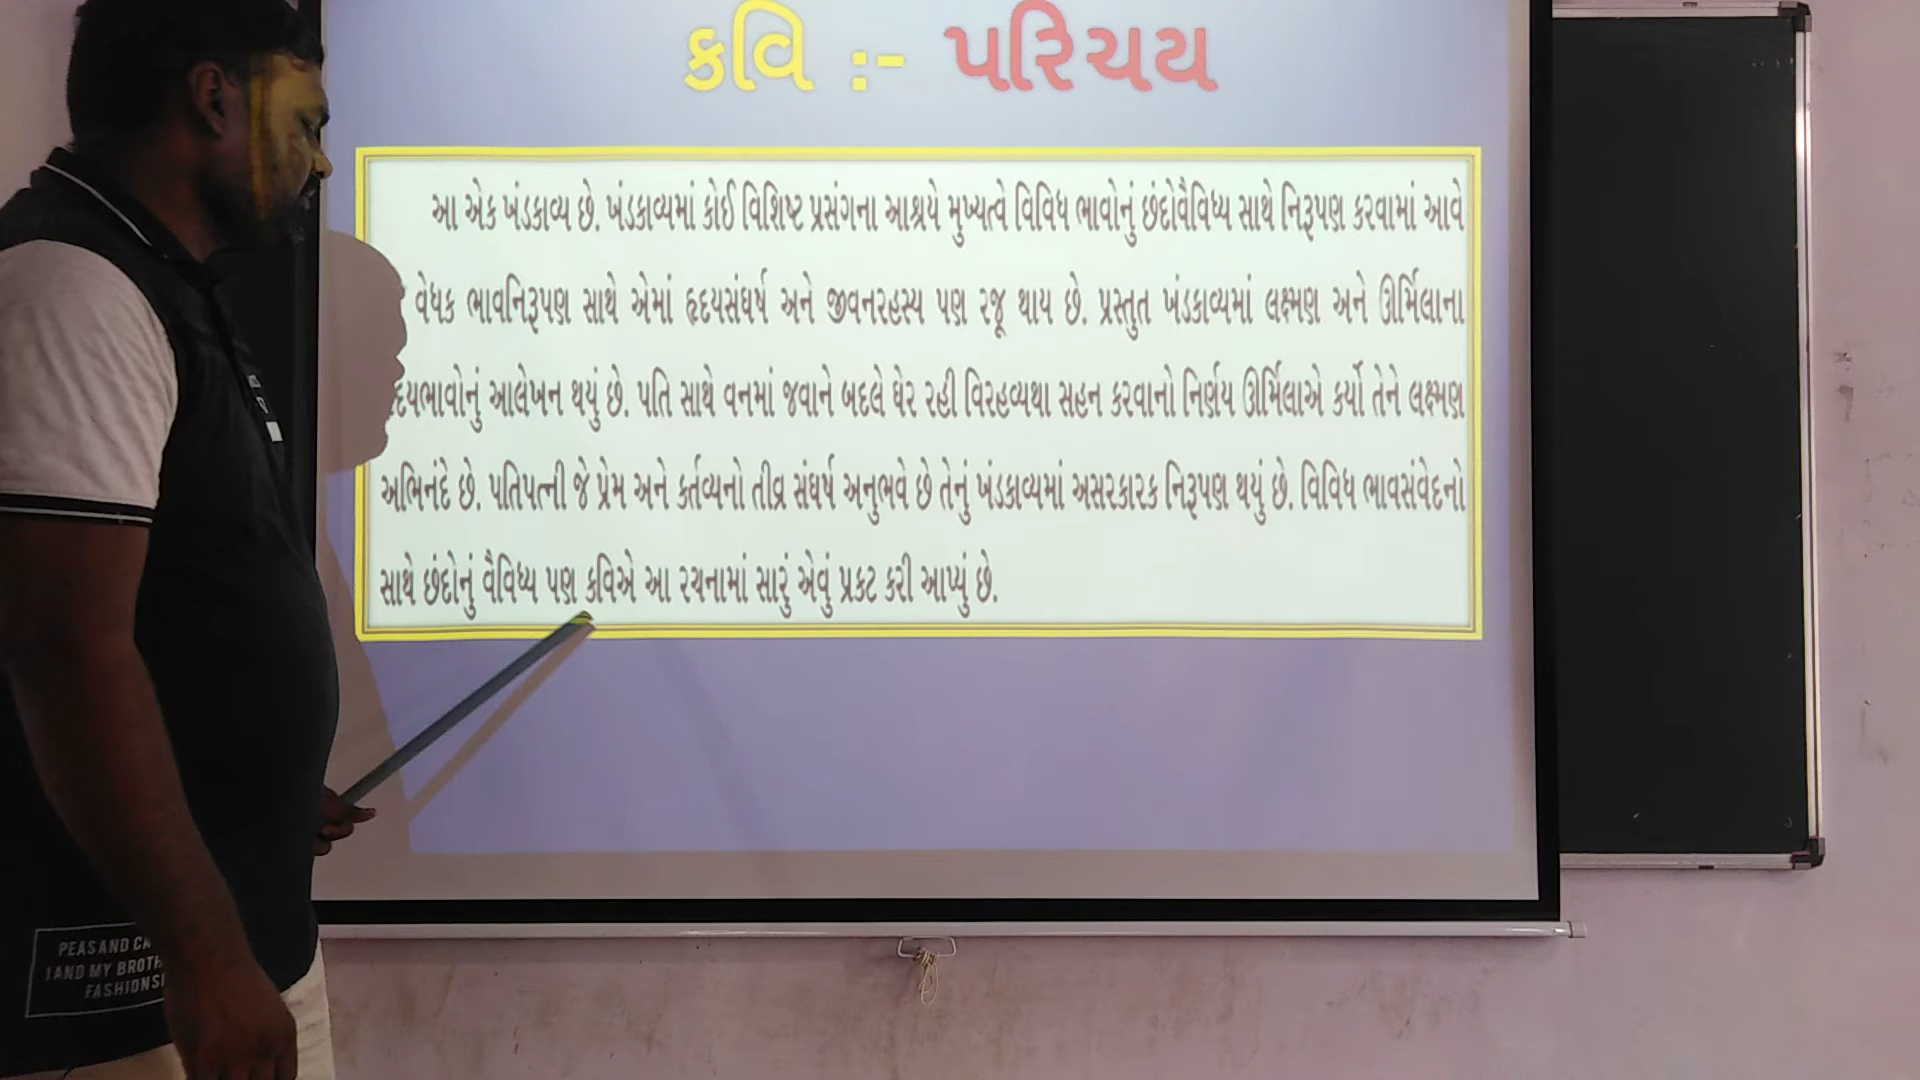 કવિ :- પરિચય
આ એક ખંડકાવ્ય છે. ખંડકાવ્યમાં કોઈ વિશિષ્ટ પ્રસંગના આશ્રયે મુખ્યત્વે વિવિધ ભાવોનું છંદોવૈવિધ્ય સાથે નિરૂપણ કરવામાં આવે
વેધક ભાવનિરૂપણ સાથે એમાં હૃદયસંઘર્ષ અને જીવનરહસ્ય પણ રજૂ થાય છે. પ્રસ્તુત ખંડકાવ્યમાં લક્ષ્મણ અને ઊર્મિલાના
આલેખન થયું છે. પતિ સાથે વનમાં જવાને બદલે ઘેર રહી વિરહવ્યથા સહન કરવાનો નિર્ણય ઊર્મિલાએ કર્યો તેને લક્ષ્મણ
અભિનંદે છે. પતિપત્ની જે પ્રેમ અને કર્તવ્યનો તીવ્ર સંઘર્ષ અનુભવે છે તેનું ખંડકાવ્યમાં અસરકારક નિરૂપણ થયું છે. વિવિધ ભાવસંવેદનો
સાથે છંદોનું વૈવિધ્ય પણ કવિએ આ રચનામાં સારું એવું પ્રકટ કરી આપ્યું છે.
PEAS AND
I AND MY